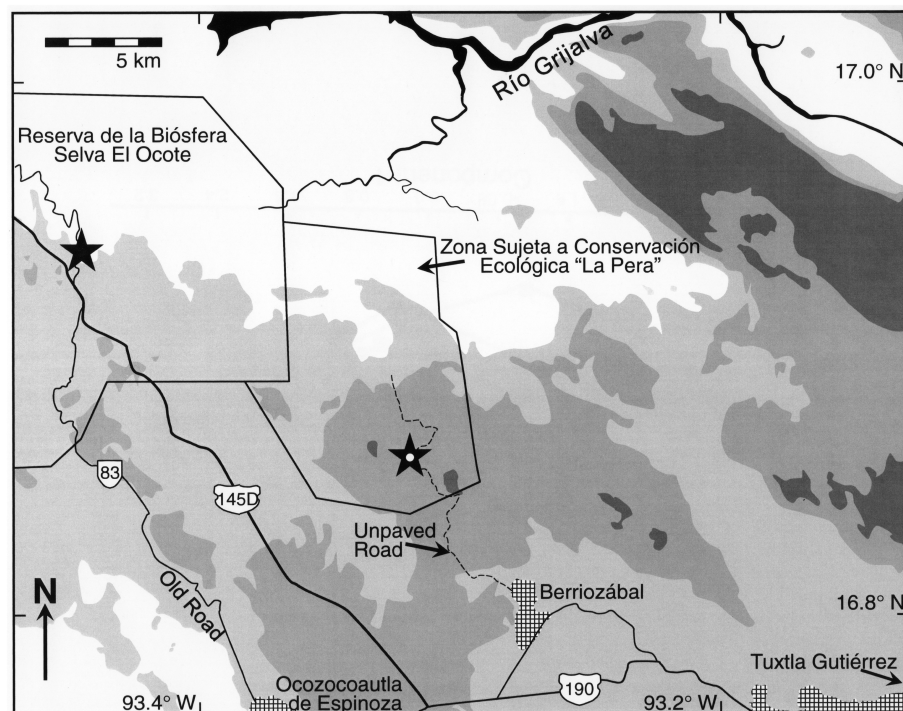 5 km
Río Grijalva
17.0° N
Reserva de la Biósfera
Selva El Ocote
Zona Sujeta a Conservación
Ecológica “La Pera”
83
145D
Unpaved
Road
Old Road
N
Berriozábal
16.8° N
Tuxtla Gutiérrez
Ocozocoautla
de Espinoza
190
93.4° W
93.2° W